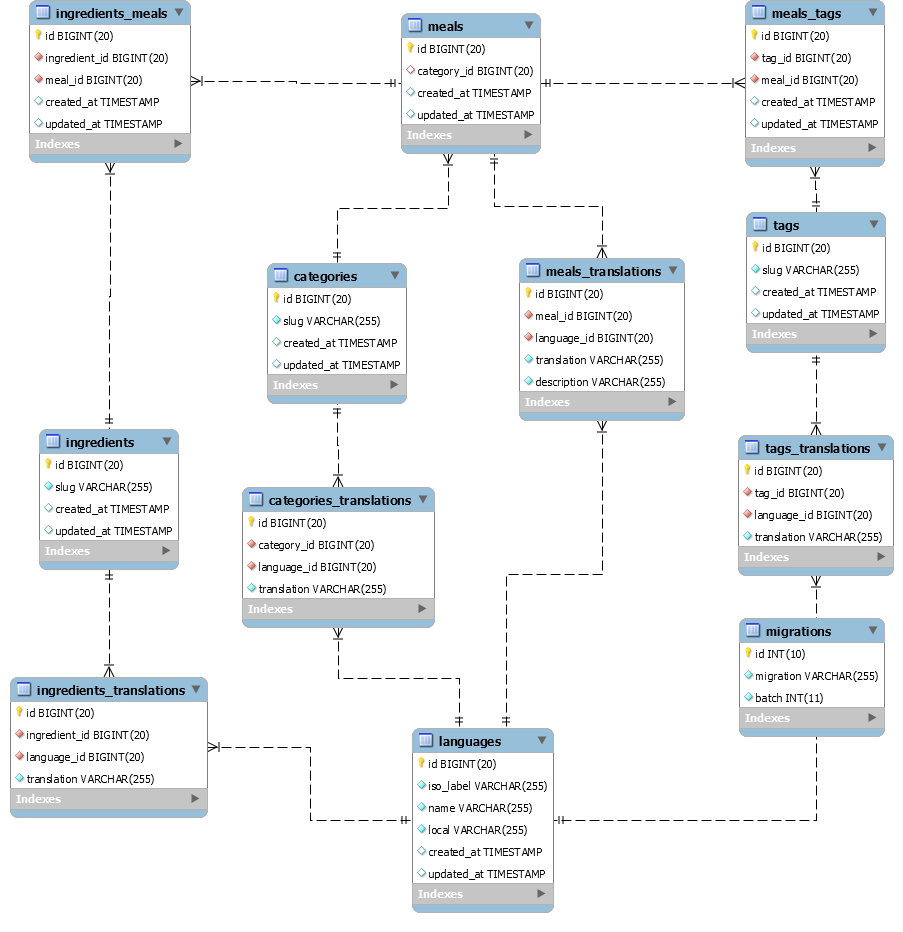 ingredients_meals
id BIGINT(20)
ingredient_id BIGINT(20)
meal_id BIGINT(20)
created_at TIMESTAMP
updated_at TIMESTAMP
Indexes
meals
id BIGINT(20)
category_id BIGINT(20)
created_at TIMESTAMP
updated_at TIMESTAMP
Indexes
meals_tags
id BIGINT(20)
tag_id BIGINT(20)
meal_id BIGINT(20)
created_at TIMESTAMP
updated_at TIMESTAMP
Indexes
categories
id BIGINT(20)
slug VARCHAR(255)
created_at TIMESTAMP
updated_at TIMESTAMP
Indexes
meals_translations
id BIGINT(20)
meal_id BIGINT(20)
language_id BIGINT(20)
translation VARCHAR(255)
description VARCHAR(255)
Indexes
tags
id BIGINT(20)
slug VARCHAR(255)
created_at TIMESTAMP
updated_at TIMESTAMP
Indexes
ingredients
id BIGINT(20)
slug VARCHAR(255)
created_at TIMESTAMP
updated_at TIMESTAMP
Indexes
categories_translations
id BIGINT(20)
category_id BIGINT(20)
language_id BIGINT(20)
translation VARCHAR(255)
Indexes
tags_translations
id BIGINT(20)
tag_id BIGINT(20)
language_id BIGINT(20)
translation VARCHAR(255)
Indexes
migrations
id INT(10)
migration VARCHAR(255)
batch INT(11)
Indexes
ingredients_translations
id BIGINT(20)
ingredient_id BIGINT(20)
language_id BIGINT(20)
translation VARCHAR(255)
Indexes
languages
id BIGINT(20)
iso_label VARCHAR(255)
name VARCHAR(255)
local VARCHAR(255)
created_at TIMESTAMP
updated_at TIMESTAMP
Indexes